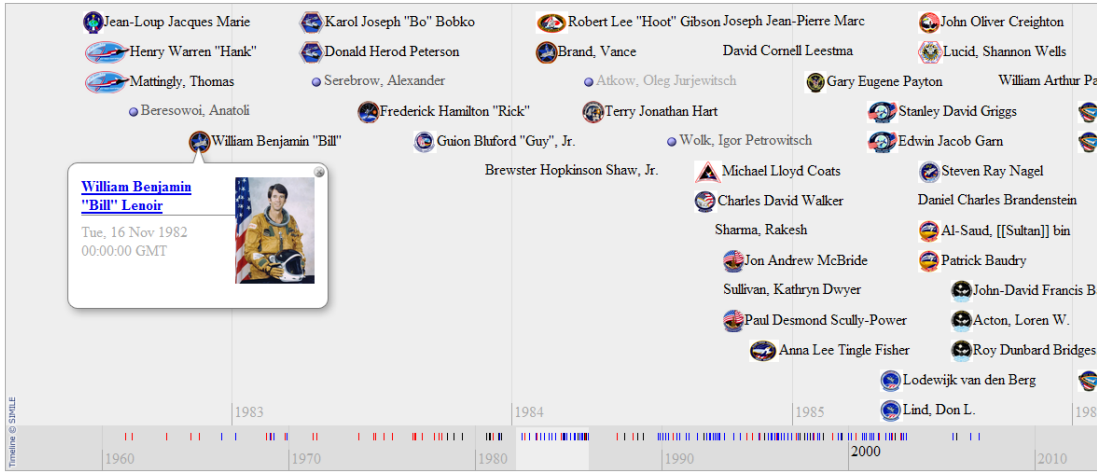 Jean-Loup Jacques Marie
Karol Joseph "Bo" Bobko
Robert Lee "Hoot" Gibson
Joseph Jean-Pierre Marc
John Oliver Creighton
Henry Warren "Hank"
Donald Herod Peterson
Brand, Vance
David Cornell Leestma
Lucid, Shannon Wells
Mattingly, Thomas
Serebrow, Alexander
Atkow, Oleg Jurjewitsch
Gary Eugene Payton
William Arthur Pa
Beresowoi, Anatoli
Frederick Hamilton "Rick"
Terry Jonathan Hart
Stanley David Griggs
William Benjamin "Bill"
Guion Bluford "Guy", Jr.
Wolk, Igor Petrowitsch
Edwin Jacob Garn
Brewster Hopkinson Shaw, Jr.
Michael Lloyd Coats
Steven Ray Nagel
William Benjamin
"Bill" Lenoir
Tue, 16 Nov 1982
00:00:00 GMT
Charles David Walker
Daniel Charles Brandenstein
Sharma, Rakesh
Al-Saud, [[Sultan]] bin
Jon Andrew McBride
Patrick Baudry
Sullivan, Kathryn Dwyer
John-David Francis B
Paul Desmond Scully-Power
Acton, Loren W.
Anna Lee Tingle Fisher
Roy Dunbard Bridges
Lodewijk van den Berg
Lind, Don L.
1983
1984
1985
198
Timeline © SIMILE
1960
1970
1980
1990
2000
2010